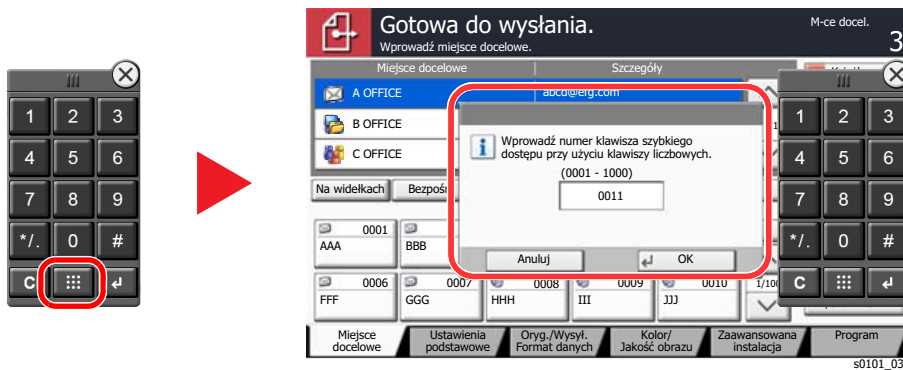 1 2 3
4 5 6
7 8 9
*/. 0 #
C
Gotowa do wysłania.
Wprowadź miejsce docelowe.
M-ce docel.
3
Miejsce docelowe Szczegóły
A OFFICE abcd@erg.com
B OFFICE
C OFFICE
Wprowadź numer klawisza szybkiego
dostępu przy użyciu klawiszy liczbowych.
(0001 - 1000)
0011
Anuluj OK
Na widełkach
0001
AAA BBB
0006 0007 0008 0009 0010 1/100
FFF GGG HHH III JJJ
1 2 3
4 5 6
7 8 9
*/. 0 #
C
Miejsce
docelowe
Ustawienia
podstawowe
Oryg./Wysył.
Format danych
Kolor/
Jakość obrazu
Zaawansowana
instalacja
Program
s0101_03